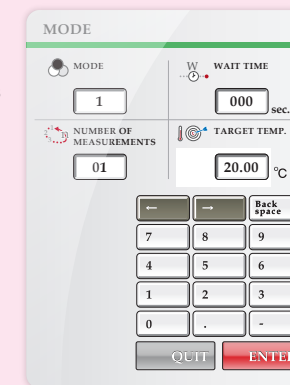 MODE
MODE
W WAIT TIME
1
000 sec.
NUMBER OF
MEASUREMENTS
TARGET TEMP.
01
20.00 °C
← → Back
space
7 8 9
4 5 6
1 2 3
0 . -
QUIT ENTER